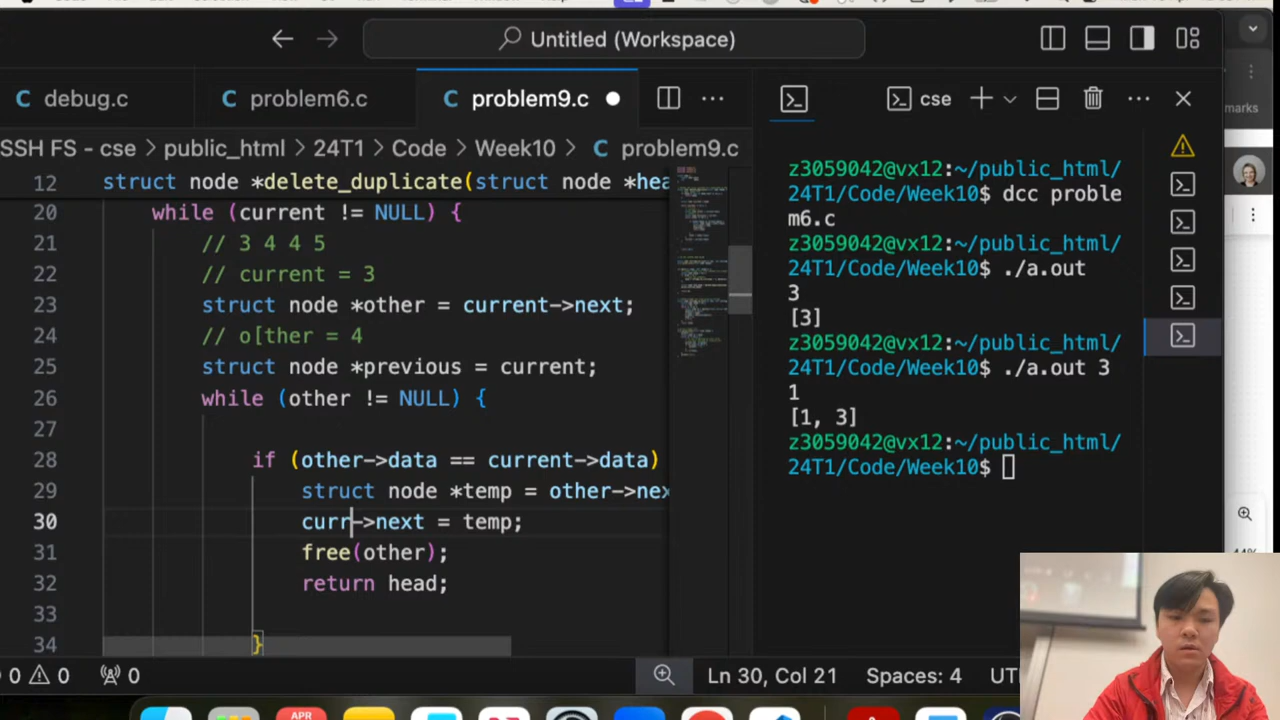 Untitled (Workspace)
debug.c
problem6.c
problem9.c
cse
marks
SSH FS - cse > public_html > 24T1 > Code > Week10 > C problem9.c
12 struct node *delete_duplicate(struct node *hea
20 while (current != NULL) {
21 // 3 4 4 5
22 // current = 3
23 struct node *other = current->next;
24 // o[ther = 4
25 struct node *previous = current;
26 while (other != NULL) {
27
28 if (other->data == current->data)
29 struct node *temp = other->nex
30 curr->next = temp;
31 free(other);
32 return head;
33
34 }
z3059042@vx12:~/public_html/
24T1/Code/Week10$ dcc proble
m6.c
z3059042@vx12:~/public_html/
24T1/Code/Week10$ ./a.out
3
[3]
z3059042@vx12:~/public_html/
24T1/Code/Week10$ ./a.out 3
1
[1, 3]
z3059042@vx12:~/public_html/
24T1/Code/Week10$
0 0 0 Ln 30, Col 21 Spaces: 4 UT
APR